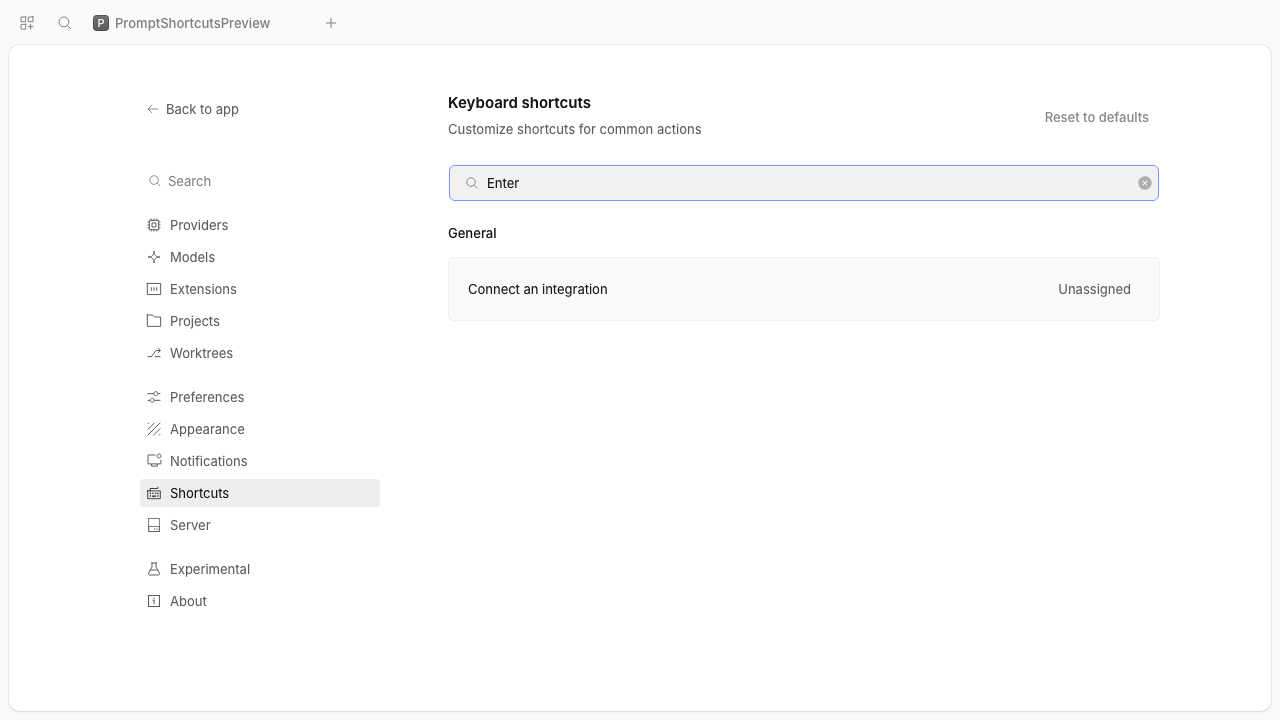 P PromptShortcutsPreview
Back to app
Search
Providers
Models
Extensions
Projects
Worktrees
Preferences
Appearance
Notifications
Shortcuts
Server
Experimental
About
Keyboard shortcuts
Customize shortcuts for common actions
Reset to defaults
Enter
General
Connect an integration Unassigned